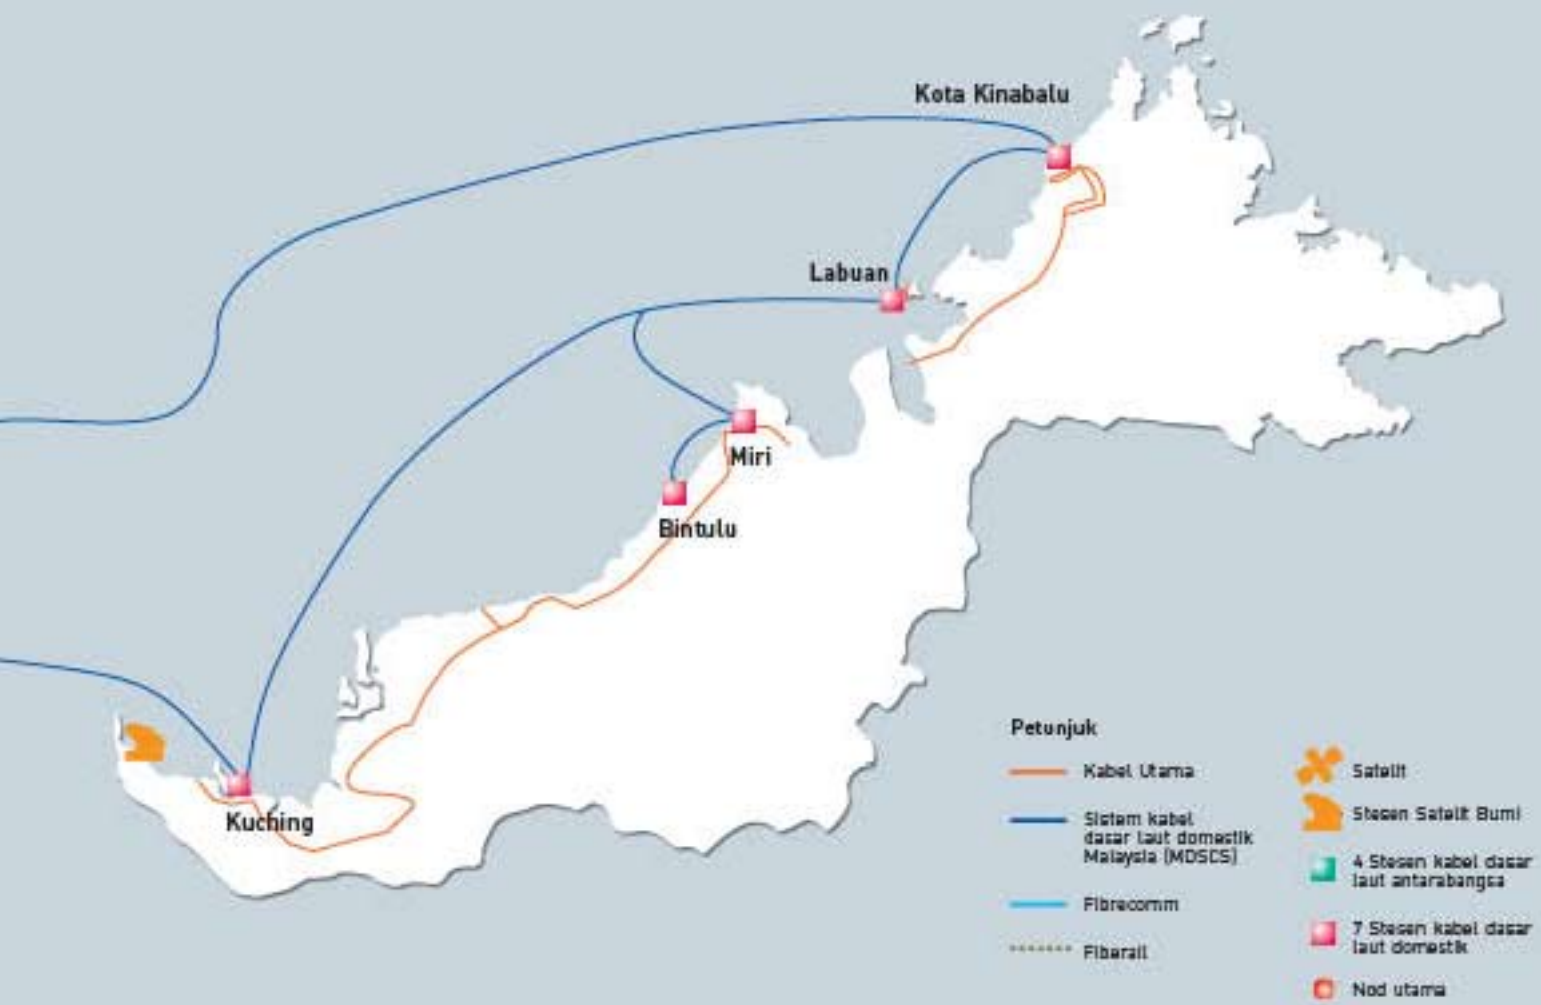 Kota Kinabalu
Labuan
Miri
Bintulu
Kuching
Petunjuk
Kabel Utama
Sistem kabel
dasar laut domestik
Malaysia (MDSCS)
Fibrecomm
Fiberail
Satelit
Stesen Satelit Bumi
4 Stesen kabel dasar
laut antarabangsa
7 Stesen kabel dasar
laut domestik
Nod utama